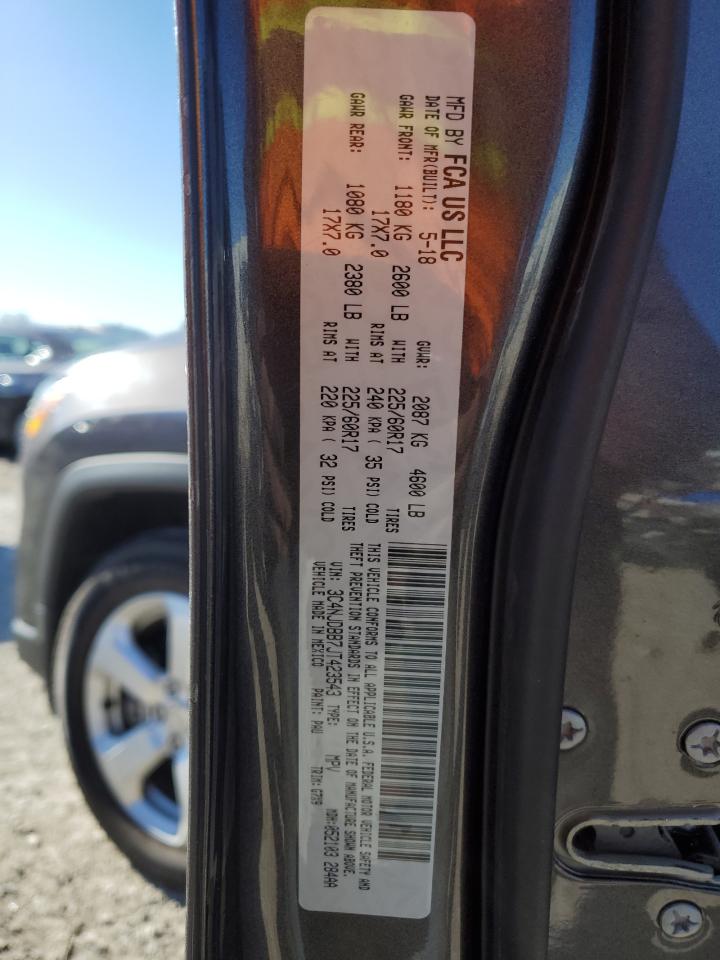 MFD BY FCA US LLC
DATE OF MFR(BUILT): 5-18 GVWR: 2087 KG 4600 LB
GAWR FRONT: 1180 KG 2600 LB WITH 225/60R17 TIRES
17X7.0 RIMS AT 240 KPA( 35 PSI) COLD
GAWR REAR: 1080 KG 2380 LB WITH 225/60R17 TIRES
17X7.0 RIMS AT 220 KPA( 32 PSI) COLD
THIS VEHICLE CONFORMS TO ALL APPLICABLE U.S.A. FEDERAL MOTOR VEHICLE SAFETY AND
THEFT PREVENTION STANDARDS IN EFFECT ON THE DATE OF MANUFACTURE SHOWN ABOVE.
VIN: 3C4NJDBB7JT423543 TYPE: MPV MDH:052103 284AA
VEHICLE MADE IN MEXICO PAINT: PAU TRIM: